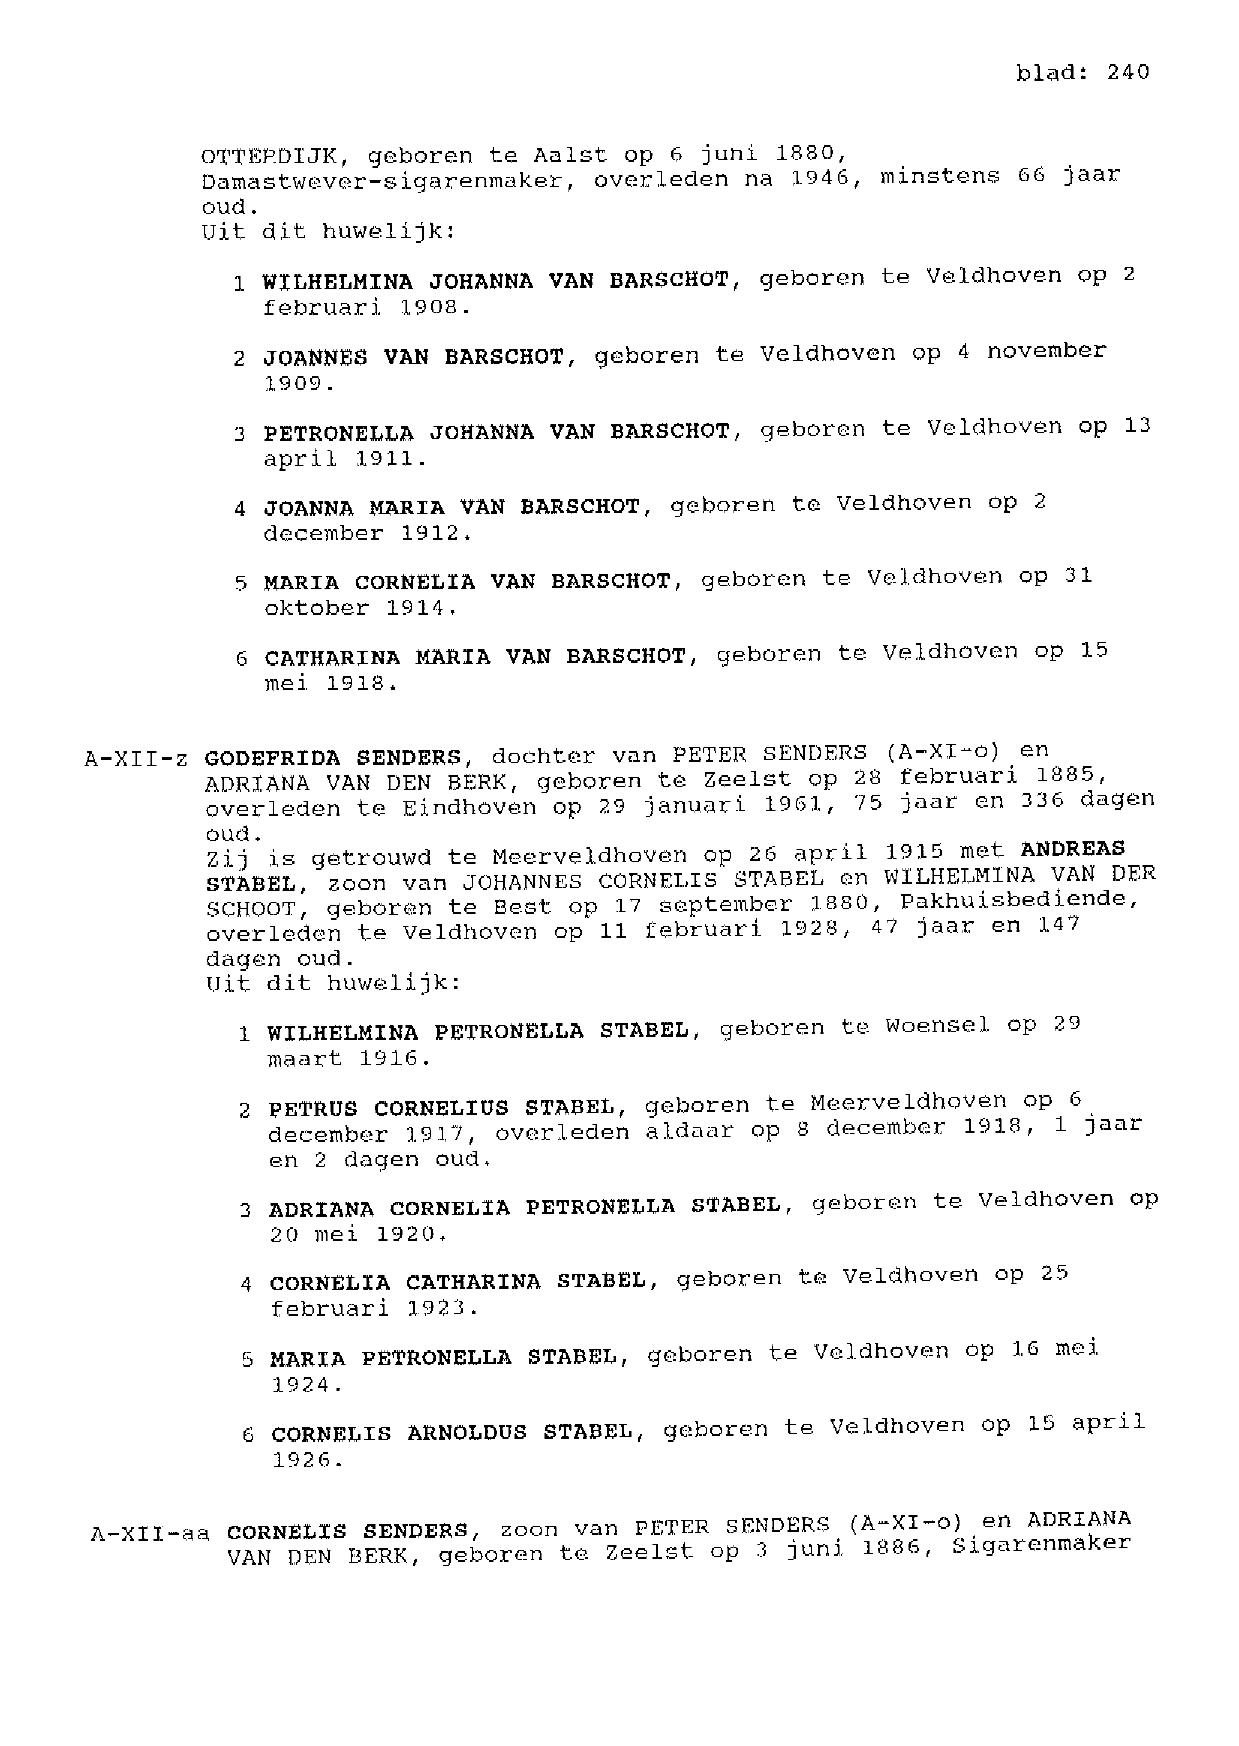 blad: 240
OTTERDIJK, geboren te Aalst op 6 juni 1880,
Damastwever-sigarenmaker, overleden na 1946, minstens 66 jaar
oud.
Uit dit huwelijk:
1 WILHELMINA JOHANNA VAN BARSCHOT, geboren te Veldhoven op 2
februari 1908.
2 JOANNES VAN BARSCHOT, geboren te Veldhoven op 4 november
1909.
3 PETRONELLA JOHANNA VAN BARSCHOT, geboren te Veldhoven op 13
april 1911.
4 JOANNA MARIA VAN BARSCHOT, geboren te Veldhoven op 2
december 1912.
5 MARIA CORNELIA VAN BARSCHOT, geboren te Veldhoven op 31
oktober 1914.
6 CATHARINA MARIA VAN BARSCHOT, geboren te Veldhoven op 15
mei 1918.
A-XII-z GODEFRIDA SENDERS, dochter van PETER SENDERS (A-XI-o) en
ADRIANA VAN DEN BERK, geboren te Zeelst op 28 februari 1885,
overleden te Eindhoven op 29 januari 1961, 75 jaar en 336 dagen
oud.
Zij is getrouwd te Meerveldhoven op 26 april 1915 met ANDREAS
STABEL, zoon van JOHANNES CORNELIS STABEL en WILHELMINA VAN DER
SCHOOT, geboren te Best op 17 september 1880, Pakhuisbediende,
overleden te Veldhoven op 11 februari 1928, 47 jaar en 147
dagen oud.
Uit dit huwelijk:
1 WILHELMINA PETRONELLA STABEL, geboren te Woensel op 29
maart 1916.
2 PETRUS CORNELIUS STABEL, geboren te Meerveldhoven op 6
december 1917, overleden aldaar op 8 december 1918, 1 jaar
en 2 dagen oud.
3 ADRIANA CORNELIA PETRONELLA STABEL, geboren te Veldhoven op
20 mei 1920.
4 CORNELIA CATHARINA STABEL, geboren te Veldhoven op 25
februari 1923.
5 MARIA PETRONELLA STABEL, geboren te Veldhoven op 16 mei
1924.
6 CORNELIS ARNOLDUS STABEL, geboren te Veldhoven op 15 april
1926.
A-XII-aa CORNELIS SENDERS, zoon van PETER SENDERS (A-XI-o) en ADRIANA
VAN DEN BERK, geboren te Zeelst op 3 juni 1886, Sigarenmaker